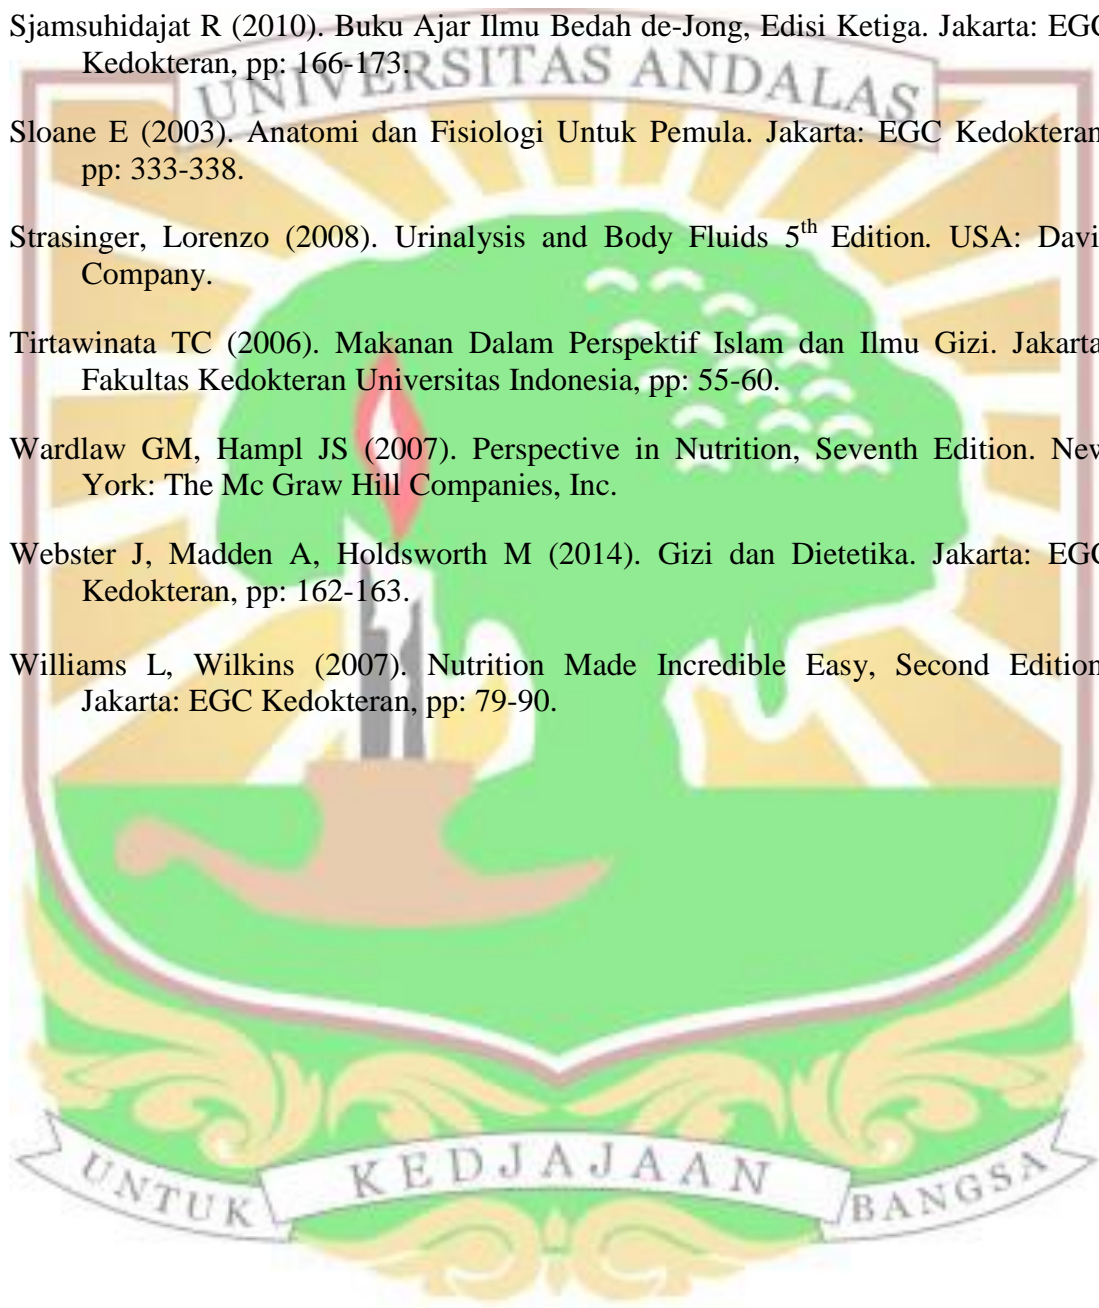 Sjamsuhidajat R (2010). Buku Ajar Ilmu Bedah de-Jong, Edisi Ketiga. Jakarta: EGC
Kedokteran, pp: 166-173.
UNIVERSITAS ANDALAS
Sloane E (2003). Anatomi dan Fisiologi Untuk Pemula. Jakarta: EGC Kedokteran
pp: 333-338.
Strasinger, Lorenzo (2008). Urinalysis and Body Fluids 5th Edition. USA: Davi
Company.
Tirtawinata TC (2006). Makanan Dalam Perspektif Islam dan Ilmu Gizi. Jakarta
Fakultas Kedokteran Universitas Indonesia, pp: 55-60.
Wardlaw GM, Hampl JS (2007). Perspective in Nutrition, Seventh Edition. New
York: The Mc Graw Hill Companies, Inc.
Webster J, Madden A, Holdsworth M (2014). Gizi dan Dietetika. Jakarta: EGC
Kedokteran, pp: 162-163.
Williams L, Wilkins (2007). Nutrition Made Incredible Easy, Second Edition
Jakarta: EGC Kedokteran, pp: 79-90.
UNTUK KEDJAJAAN BANGSA